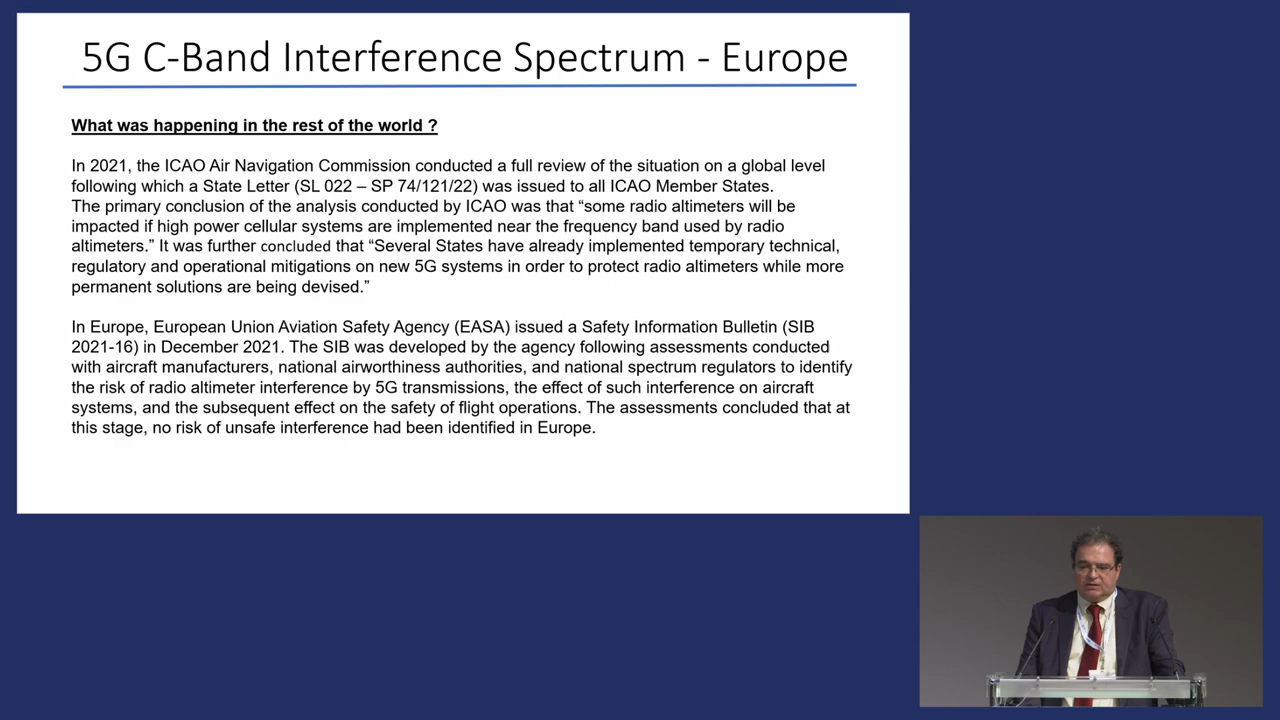 5G C-Band Interference Spectrum - Europe
What was happening in the rest of the world ?
In 2021, the ICAO Air Navigation Commission conducted a full review of the situation on a global level
following which a State Letter (SL 022 – SP 74/121/22) was issued to all ICAO Member States.
The primary conclusion of the analysis conducted by ICAO was that “some radio altimeters will be
impacted if high power cellular systems are implemented near the frequency band used by radio
altimeters.” It was further concluded that “Several States have already implemented temporary technical,
regulatory and operational mitigations on new 5G systems in order to protect radio altimeters while more
permanent solutions are being devised.”
In Europe, European Union Aviation Safety Agency (EASA) issued a Safety Information Bulletin (SIB
2021-16) in December 2021. The SIB was developed by the agency following assessments conducted
with aircraft manufacturers, national airworthiness authorities, and national spectrum regulators to identify
the risk of radio altimeter interference by 5G transmissions, the effect of such interference on aircraft
systems, and the subsequent effect on the safety of flight operations. The assessments concluded that at
this stage, no risk of unsafe interference had been identified in Europe.